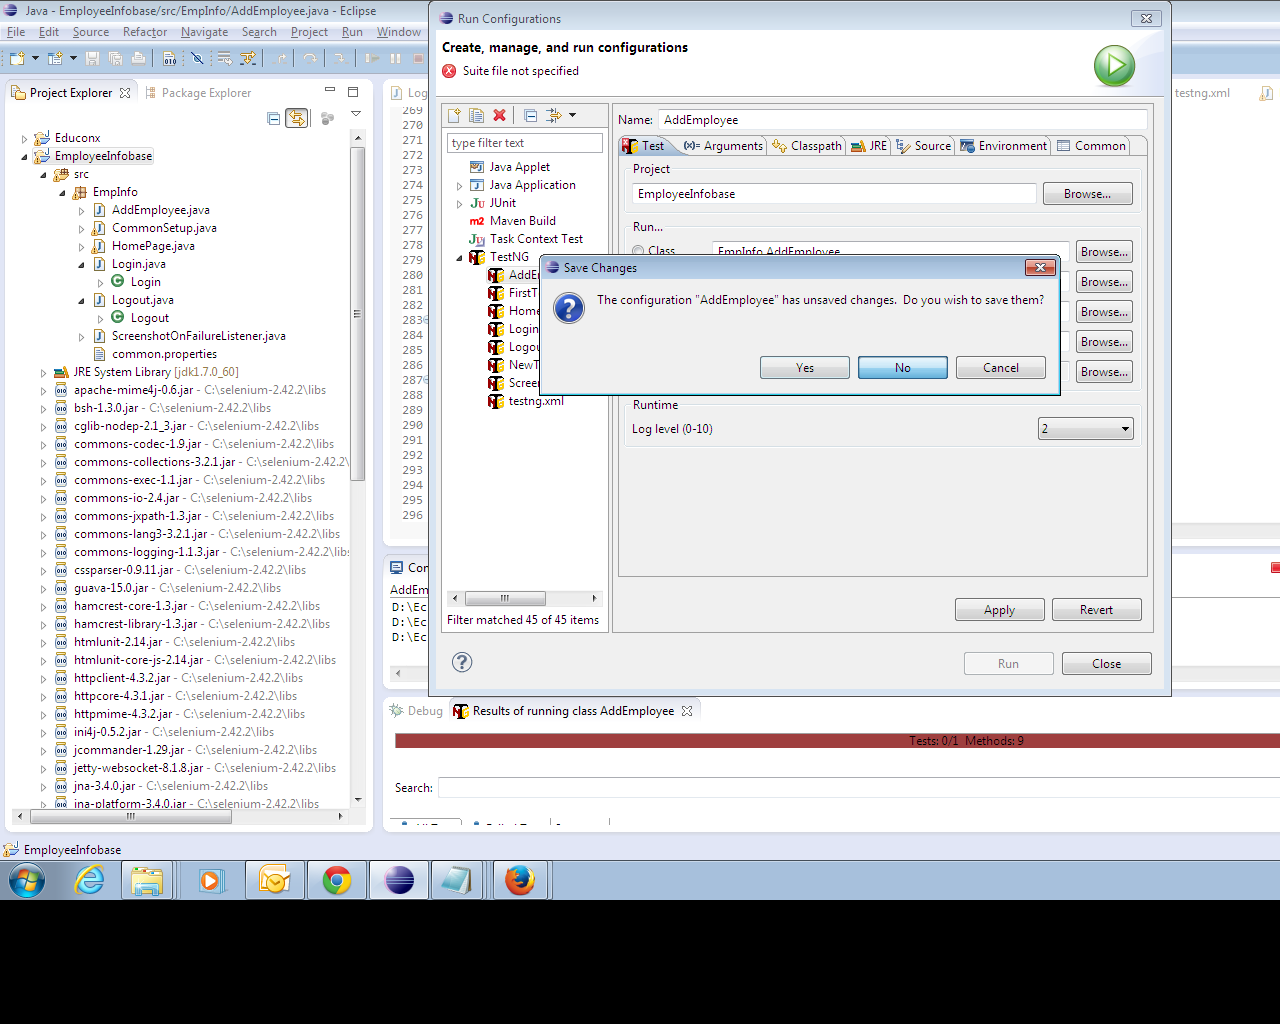 Java - EmployeeInfobase/src/EmpInfo/AddEmployee.java - Eclipse
File Edit Source Refactor Navigate Search Project Run Window
Project Explorer
Package Explorer
Educonx
EmployeeInfobase
src
EmpInfo
AddEmployee.java
CommonSetup.java
HomePage.java
Login.java
Login
Logout.java
Logout
ScreenshotOnFailureListener.java
common.properties
JRE System Library [jdk1.7.0_60]
apache-mime4j-0.6.jar - C:\selenium-2.42.2\libs
bsh-1.3.0.jar - C:\selenium-2.42.2\libs
cglib-nodep-2.1_3.jar - C:\selenium-2.42.2\libs
commons-codec-1.9.jar - C:\selenium-2.42.2\libs
commons-collections-3.2.1.jar - C:\selenium-2.42.2\
commons-exec-1.1.jar - C:\selenium-2.42.2\libs
commons-io-2.4.jar - C:\selenium-2.42.2\libs
commons-jxpath-1.3.jar - C:\selenium-2.42.2\libs
commons-lang3-3.2.1.jar - C:\selenium-2.42.2\libs
commons-logging-1.1.3.jar - C:\selenium-2.42.2\lib
cssparser-0.9.11.jar - C:\selenium-2.42.2\libs
guava-15.0.jar - C:\selenium-2.42.2\libs
hamcrest-core-1.3.jar - C:\selenium-2.42.2\libs
hamcrest-library-1.3.jar - C:\selenium-2.42.2\libs
htmlunit-2.14.jar - C:\selenium-2.42.2\libs
htmlunit-core-js-2.14.jar - C:\selenium-2.42.2\libs
httpclient-4.3.2.jar - C:\selenium-2.42.2\libs
httpcore-4.3.1.jar - C:\selenium-2.42.2\libs
httpmime-4.3.2.jar - C:\selenium-2.42.2\libs
ini4j-0.5.2.jar - C:\selenium-2.42.2\libs
jcommander-1.29.jar - C:\selenium-2.42.2\libs
jetty-websocket-8.1.8.jar - C:\selenium-2.42.2\libs
jna-3.4.0.jar - C:\selenium-2.42.2\libs
jna-platform-3.4.0.jar - C:\selenium-2.42.2\libs
EmployeeInfobase
Log
testng.xml
269
270
271
272
273
274
275
276
277
278
279
280
281
282
283
284
285
286
287
288
289
290
291
292
293
294
295
296
Con
AddEm
D:\Ec
D:\Ec
D:\Ec
Run Configurations
Create, manage, and run configurations
Suite file not specified
type filter text
Java Applet
Java Application
JUnit
Maven Build
Task Context Test
TestNG
AddE
FirstT
Home
Login
Logou
NewT
Scree
testng.xml
Filter matched 45 of 45 items
Name: AddEmployee
Test Arguments Classpath JRE Source Environment Common
Project
EmployeeInfobase Browse...
Run...
Class EmpInfo.AddEmployee Browse...
Browse...
Browse...
Browse...
Browse...
Runtime
Log level (0-10) 2
Apply Revert
Run Close
Save Changes
The configuration "AddEmployee" has unsaved changes. Do you wish to save them?
Yes No Cancel
Debug
Results of running class AddEmployee
Tests: 0/1 Methods: 9
Search: